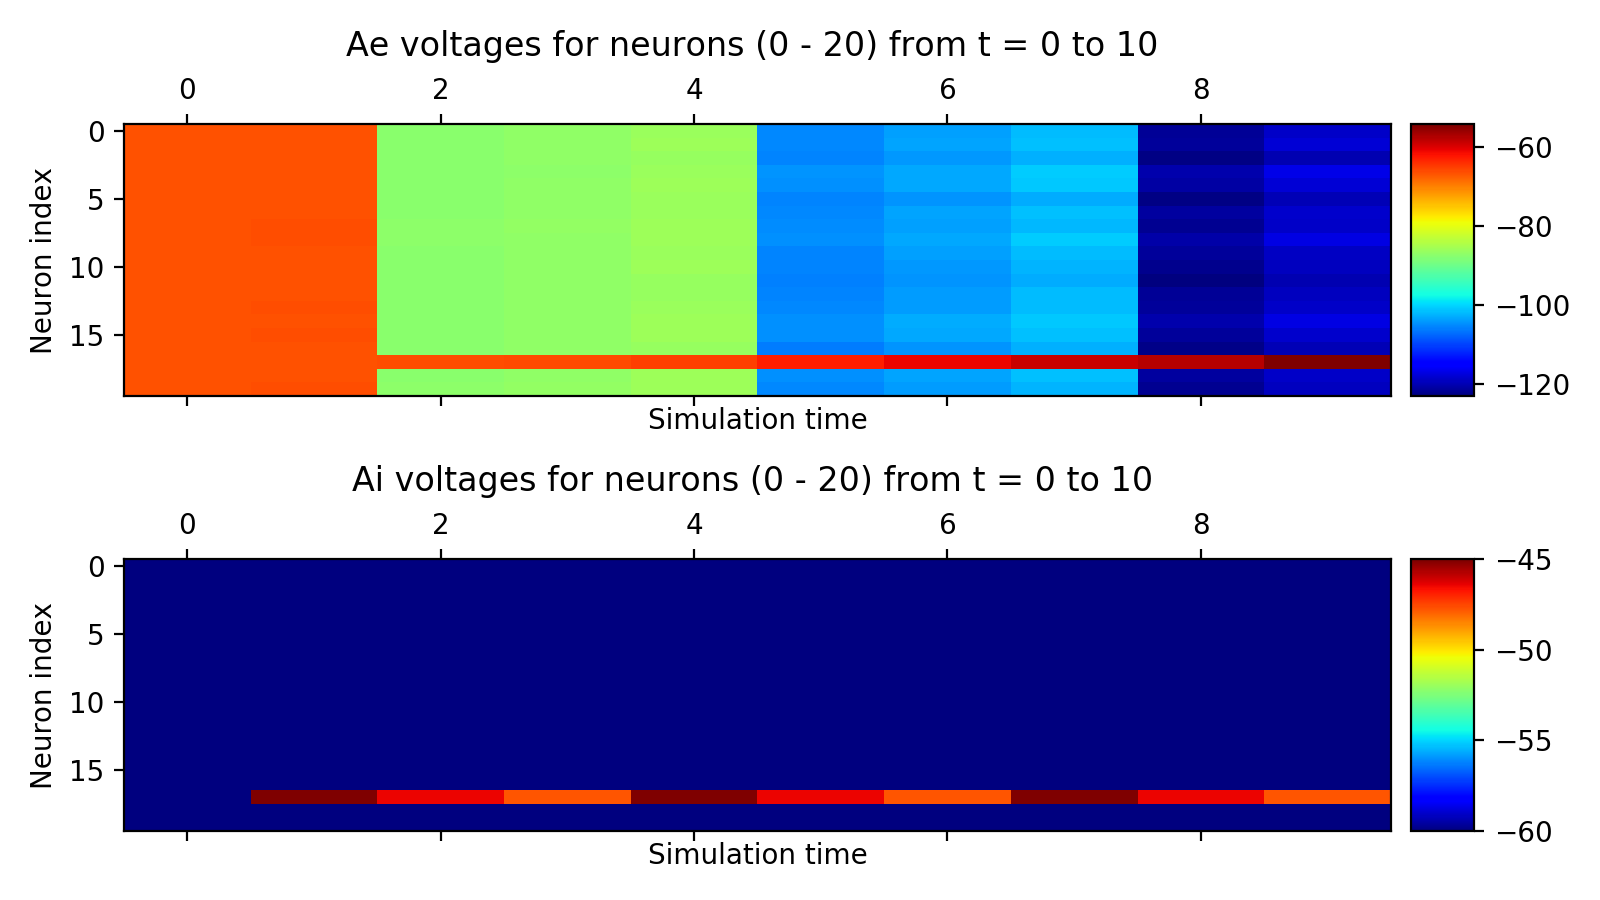 Ae voltages for neurons (0 - 20) from t = 0 to 10
0 2 4 6 8
Neuron index
0
5
10
15
−60
−80
−100
−120
Simulation time
Ai voltages for neurons (0 - 20) from t = 0 to 10
0 2 4 6 8
Neuron index
0
5
10
15
−45
−50
−55
−60
Simulation time